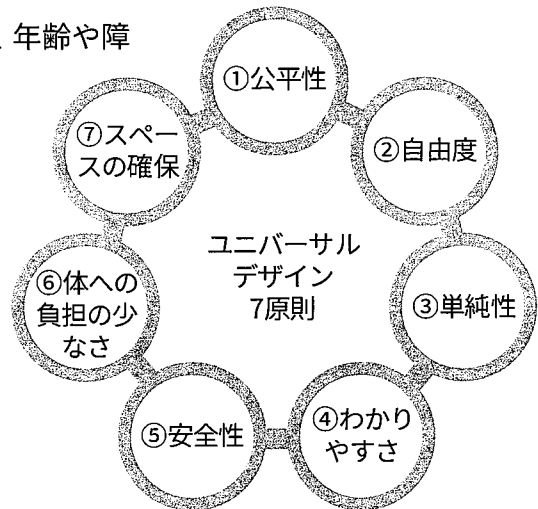 年齢や障
①公平性
②自由度
③単純性
④わかり
やすさ
⑤安全性
⑥体への
負担の少
なさ
⑦スペー
スの確保
ユニバーサル
デザイン
7原則